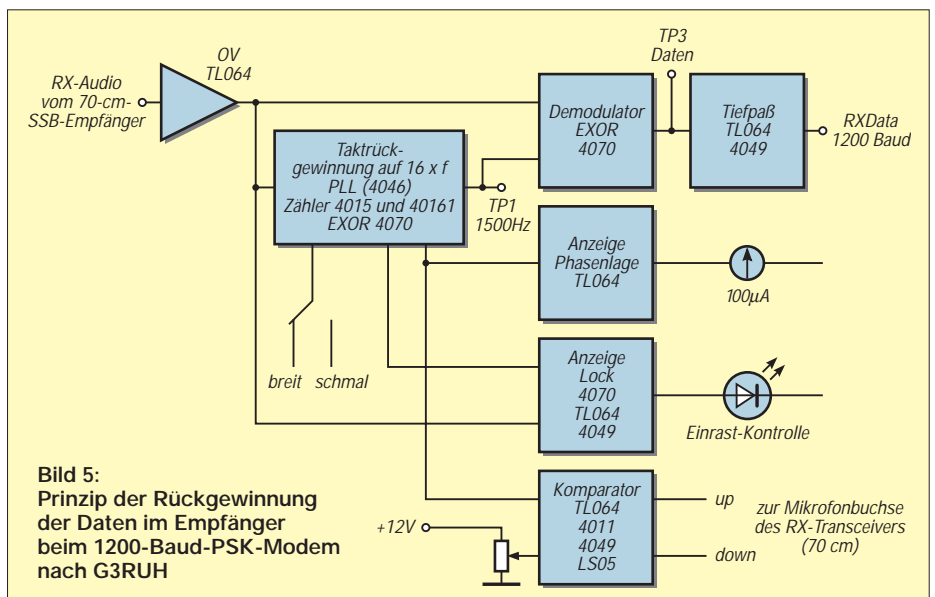 OV
TL064
RX-Audio
vom 70-cm-
SSB-Empfänger
TP3
Daten
Demodulator
EXOR
4070
Tiefpaß
TL064
4049
RXData
1200 Baud
Taktrück-
gewinnung auf 16 x f
PLL (4046)
Zähler 4015 und 40161
EXOR 4070
TP1
1500Hz
Anzeige
Phasenlage
TL064
100µA
breit
schmal
Anzeige
Lock
4070
TL064
4049
Einrast-Kontrolle
Bild 5:
Prinzip der Rückgewinnung
der Daten im Empfänger
beim 1200-Baud-PSK-Modem
nach G3RUH
+12V
Komparator
TL064
4011
4049
LS05
up
down
zur Mikrofonbuchse
des RX-Transceivers
(70 cm)